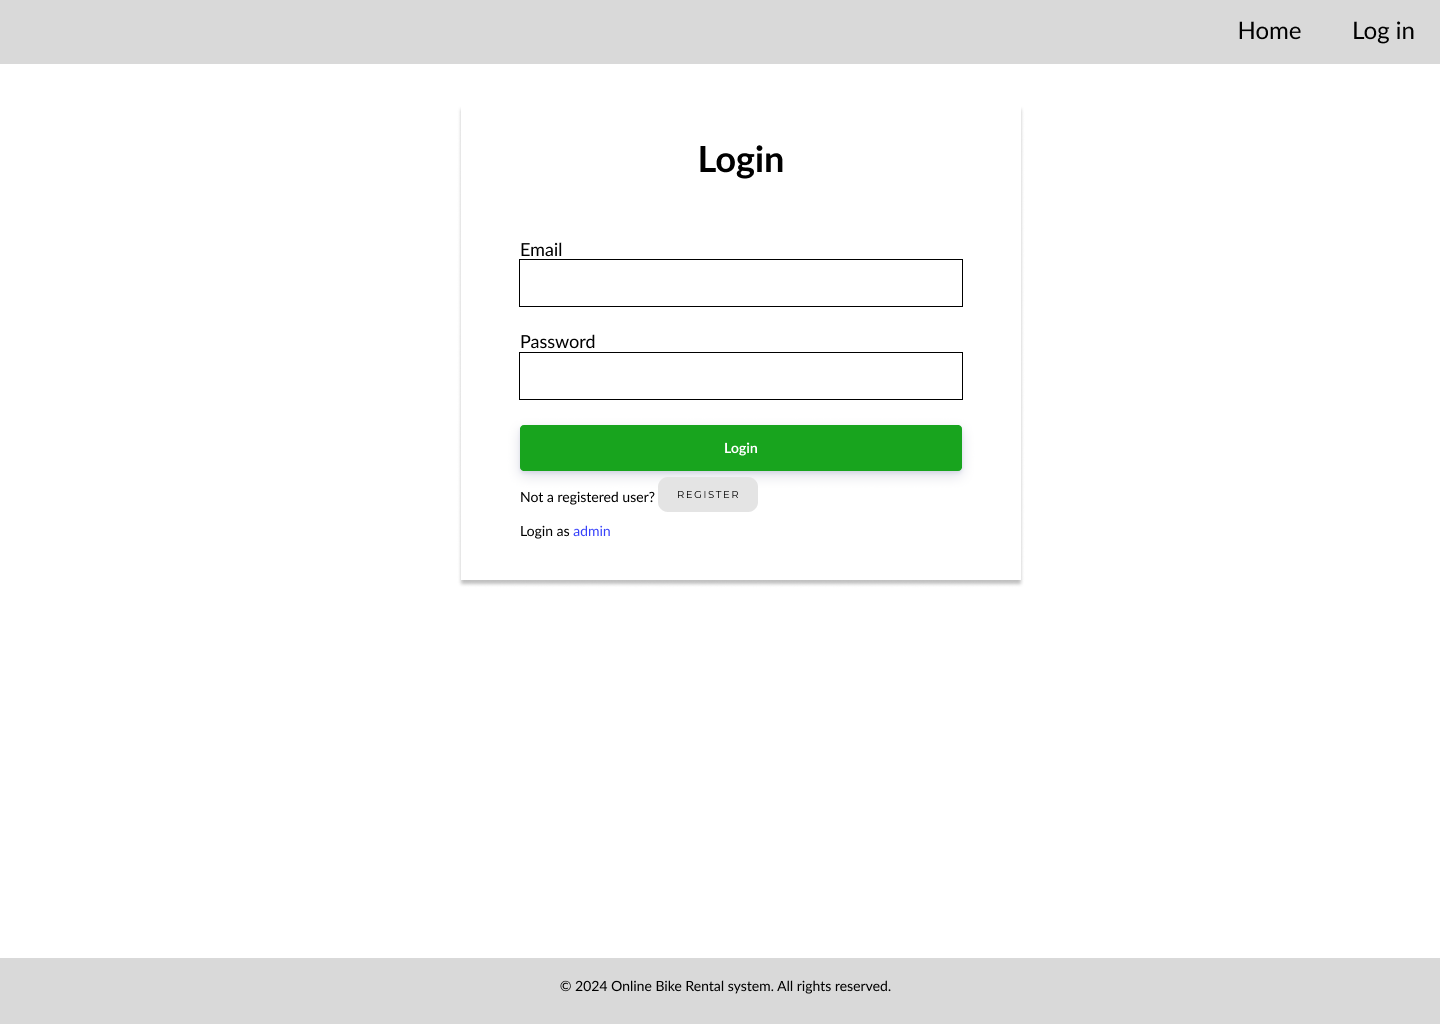 Home Log in
Login
Email
Password
Login
Not a registered user? REGISTER
Login as admin
© 2024 Online Bike Rental system. All rights reserved.